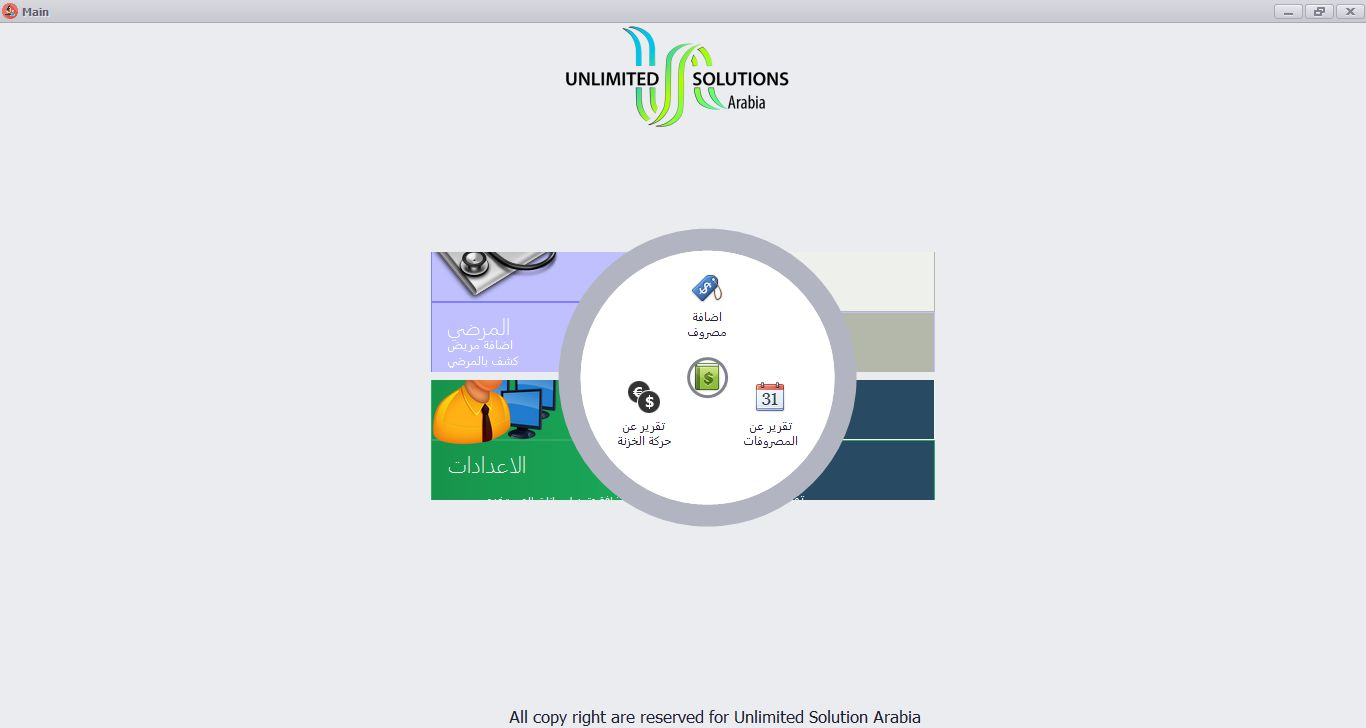 Main
UNLIMITED SOLUTIONS
Arabia
اضافة
مصروف
المرضي
اضافة مريض
كشف بالمرضي
$
€
$
31
تقرير عن
حركة الخزنة
تقرير عن
المصروفات
الاعدادات
All copy right are reserved for Unlimited Solution Arabia